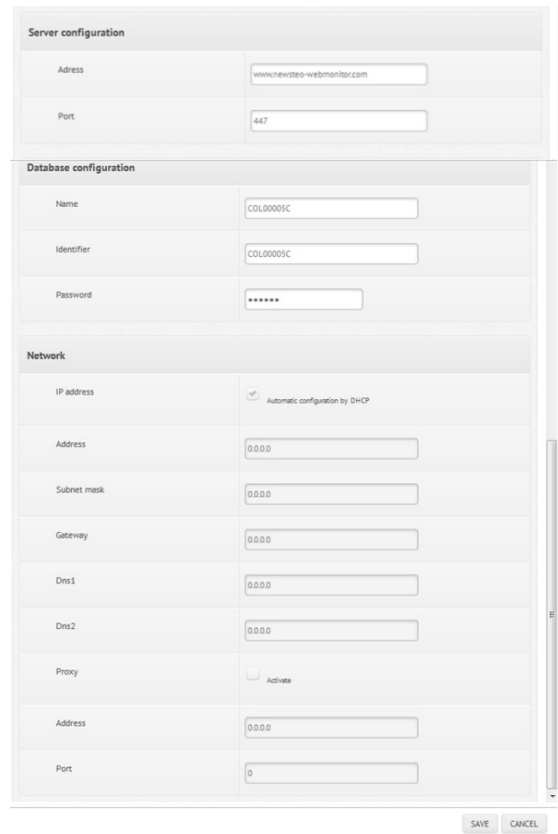 Server configuration
Adress
www.newsteo-webmonitor.com
Port
447
Database configuration
Name
COL00005C
Identifier
COL00005C
Password
••••••
Network
IP address
Automatic configuration by DHCP
Address
0.0.0.0
Subnet mask
0.0.0.0
Gateway
0.0.0.0
Dns1
0.0.0.0
Dns2
0.0.0.0
Proxy
Activate
Address
0.0.0.0
Port
0
SAVE CANCEL